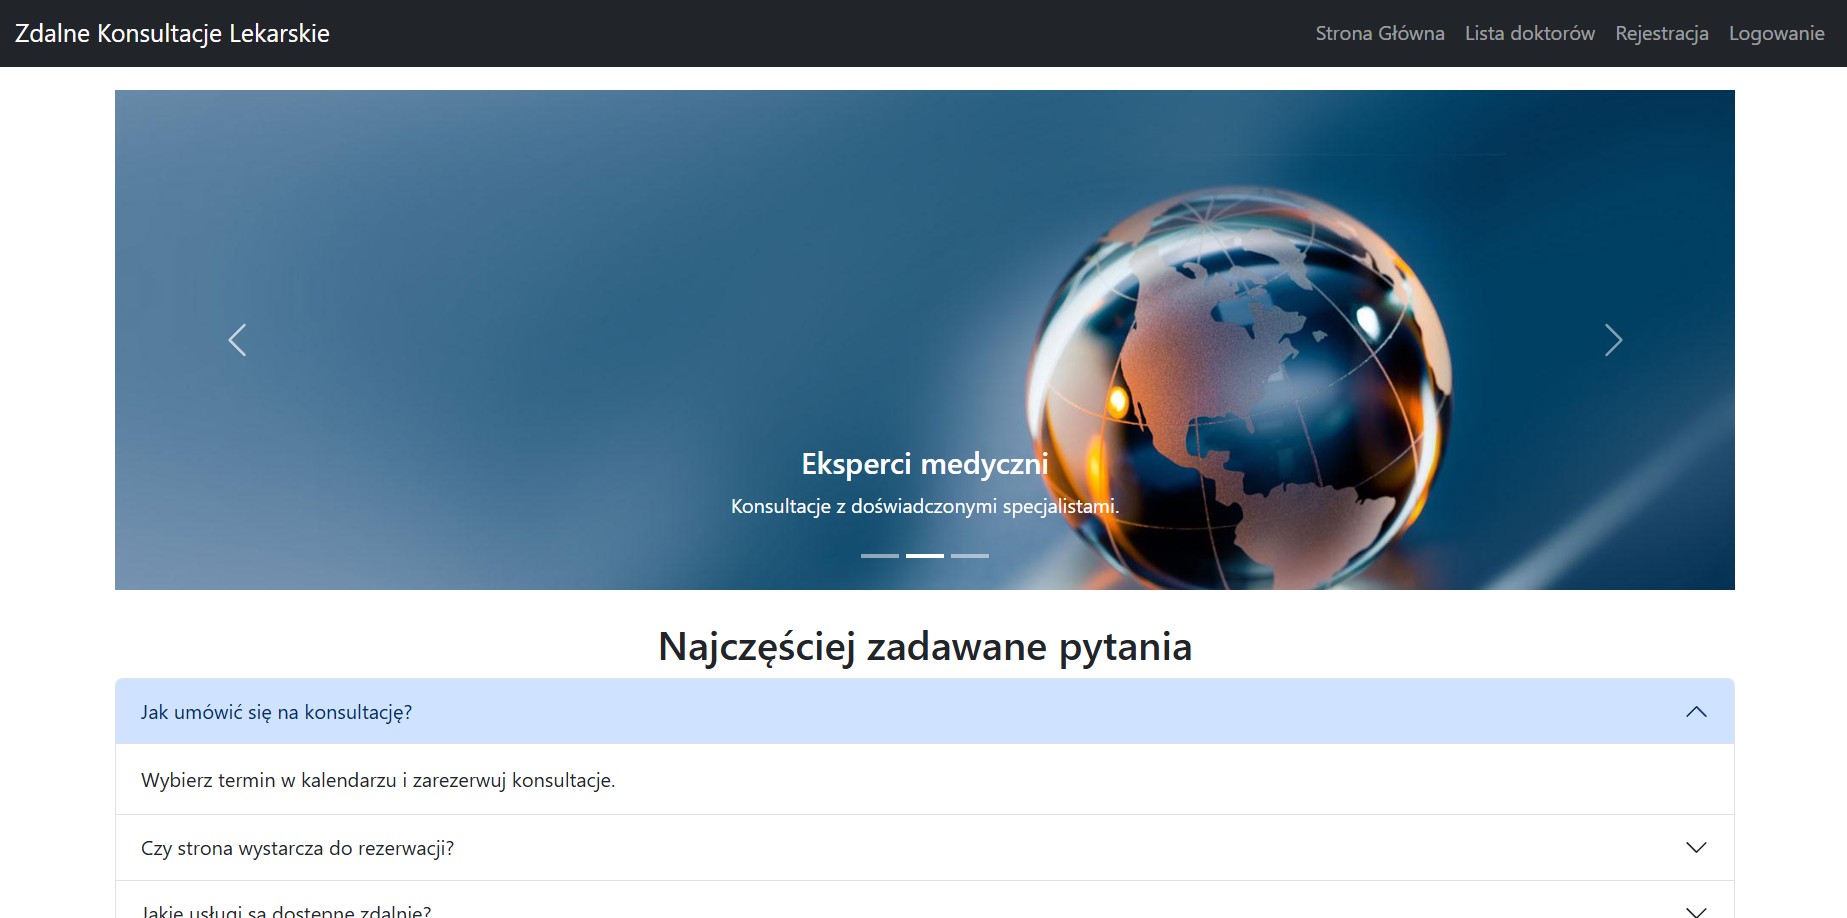 Zdalne Konsultacje Lekarskie
Strona Główna Lista doktorów Rejestracja Logowanie
Eksperci medyczni
Konsultacje z doświadczonymi specjalistami.
Najczęściej zadawane pytania
Jak umówić się na konsultację?
Wybierz termin w kalendarzu i zarezerwuj konsultacje.
Czy strona wystarcza do rezerwacji?
Jakie usługi są dostępne zdalnie?